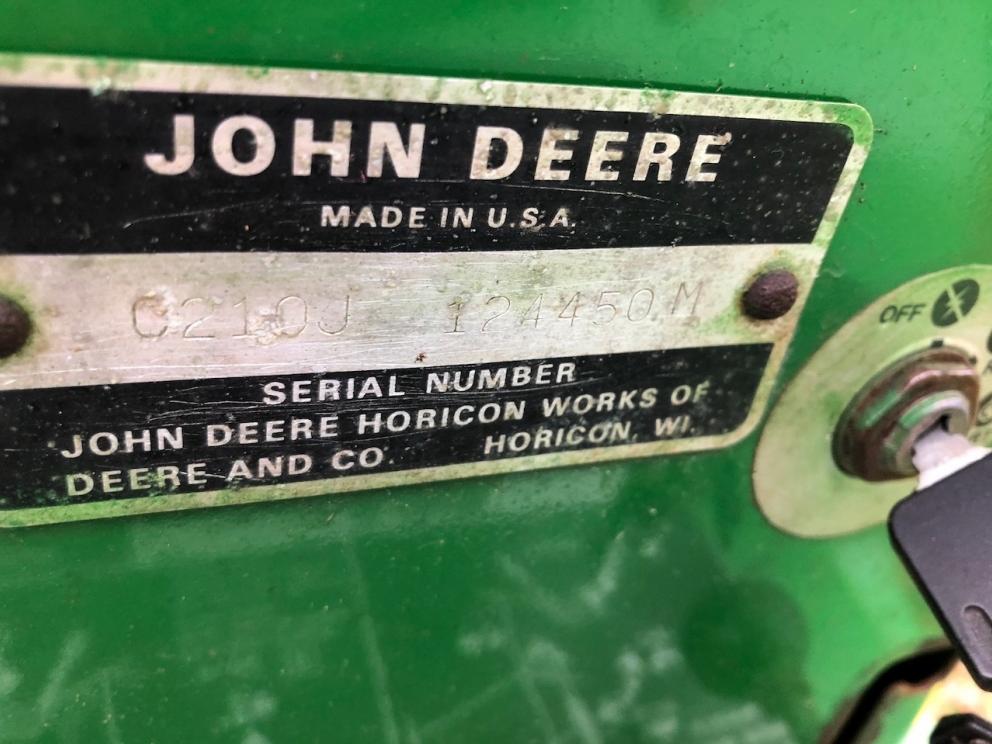 JOHN DEERE
MADE IN U.S.A.
C210J 124450M
SERIAL NUMBER
JOHN DEERE HORICON WORKS OF
DEERE AND CO. HORICON, WI.
OFF